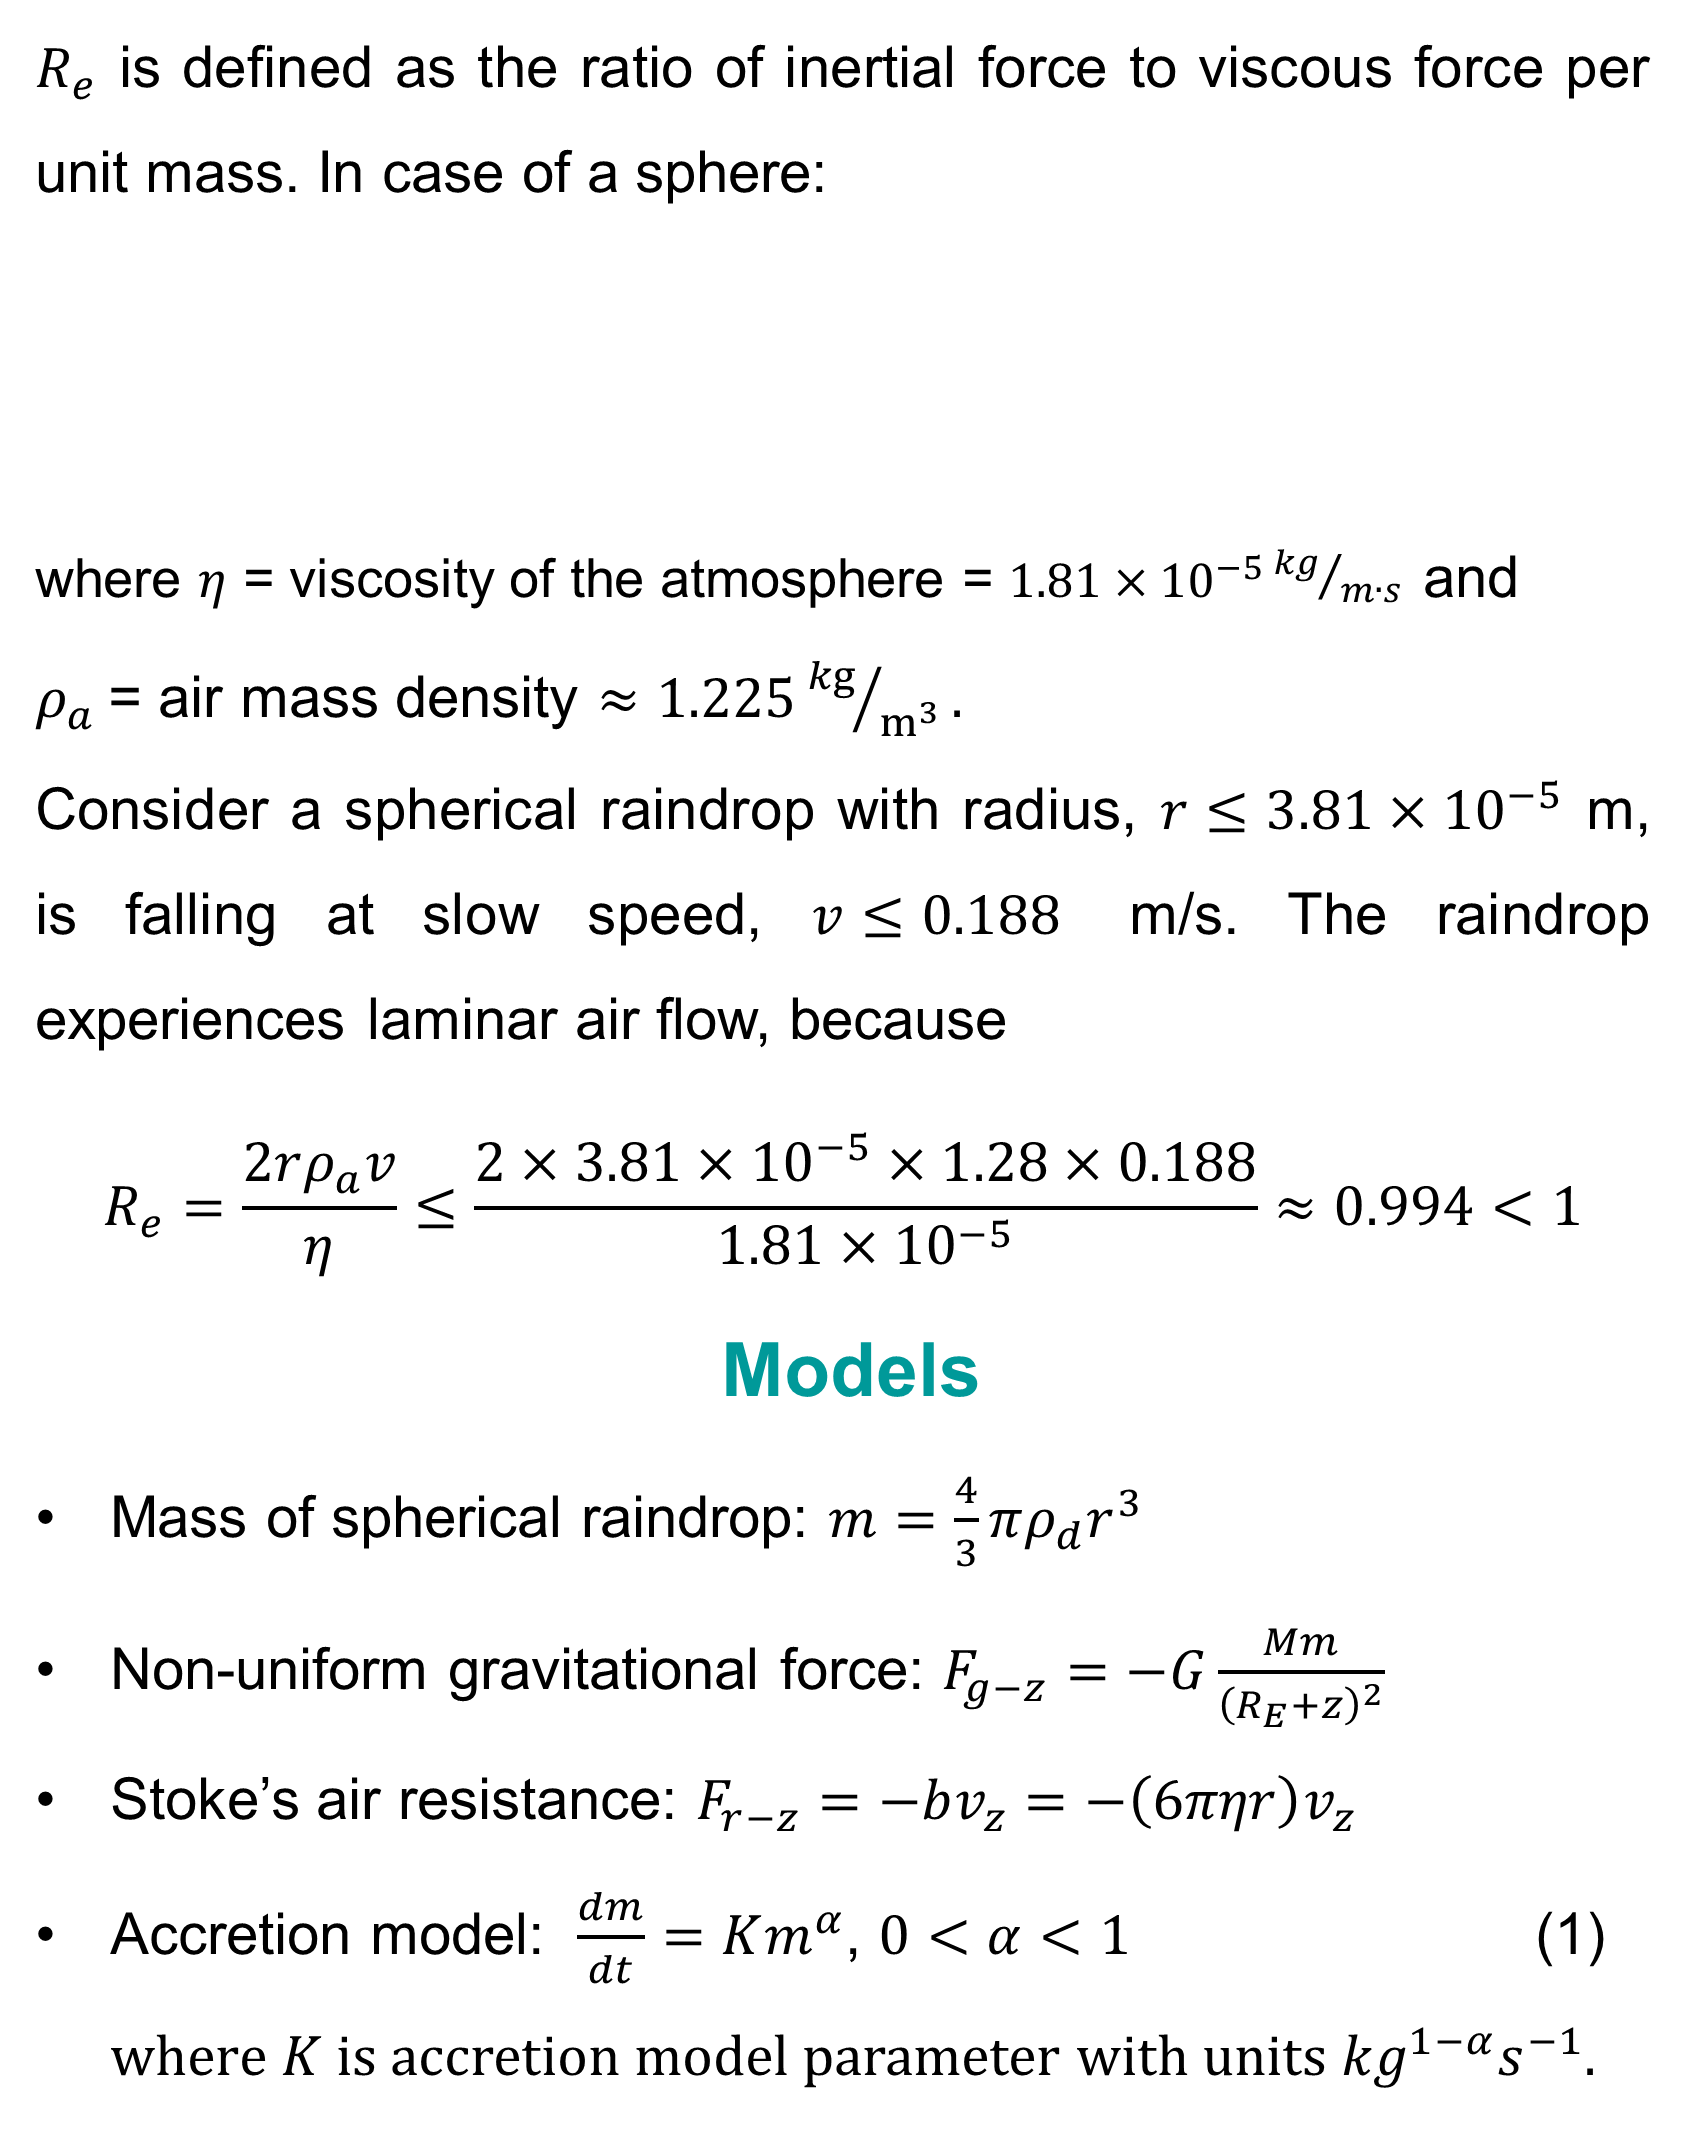 R_e is defined as the ratio of inertial force to viscous force per
unit mass. In case of a sphere:
where η = viscosity of the atmosphere = 1.81 × 10⁻⁵ kg/m·s and
ρ_a = air mass density ≈ 1.225 kg/m³ .
Consider a spherical raindrop with radius, r ≤ 3.81 × 10⁻⁵ m,
is falling at slow speed, v ≤ 0.188 m/s. The raindrop
experiences laminar air flow, because
R_e = 2rρ_a v / η ≤ 2 × 3.81 × 10⁻⁵ × 1.28 × 0.188 / 1.81 × 10⁻⁵ ≈ 0.994 < 1
Models
• Mass of spherical raindrop: m = 4/3 πρ_d r³
• Non-uniform gravitational force: F_{g−z} = −G Mm/(R_E+z)²
• Stoke’s air resistance: F_{r−z} = −bv_z = −(6πηr)v_z
• Accretion model: dm/dt = Km^α, 0 < α < 1 (1)
where K is accretion model parameter with units kg^{1−α}s⁻¹.